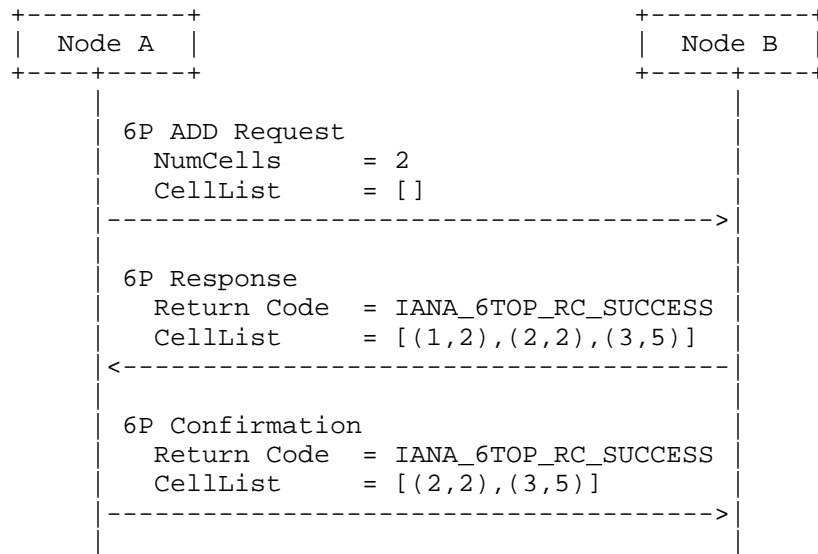 Node A Node B
6P ADD Request
NumCells = 2
CellList = []
6P Response
Return Code = IANA_6TOP_RC_SUCCESS
CellList = [(1,2),(2,2),(3,5)]
6P Confirmation
Return Code = IANA_6TOP_RC_SUCCESS
CellList = [(2,2),(3,5)]